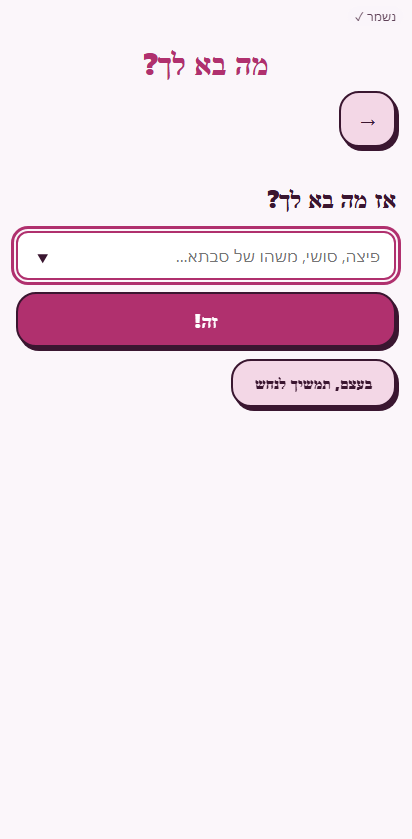 נשמר ✓
מה בא לך?
→
אז מה בא לך?
פיצה, סושי, משהו של סבתא...
זה!
בעצם, תמשיך לנחש